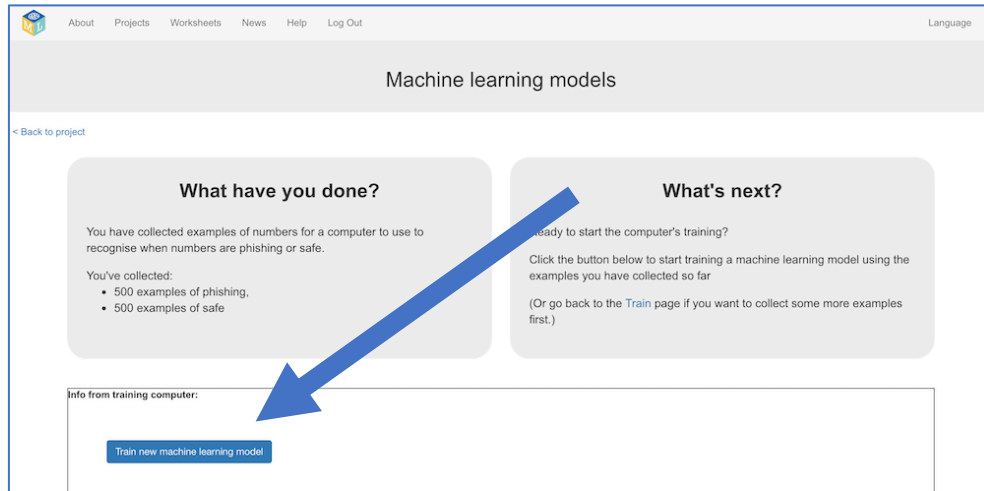 About Projects Worksheets News Help Log Out Language
Machine learning models
< Back to project
What have you done?
You have collected examples of numbers for a computer to use to
recognise when numbers are phishing or safe.
You've collected:
• 500 examples of phishing,
• 500 examples of safe
What's next?
to start the computer's training?
Click the button below to start training a machine learning model using the
examples you have collected so far
(Or go back to the Train page if you want to collect some more examples
first.)
Info from training computer:
Train new machine learning model